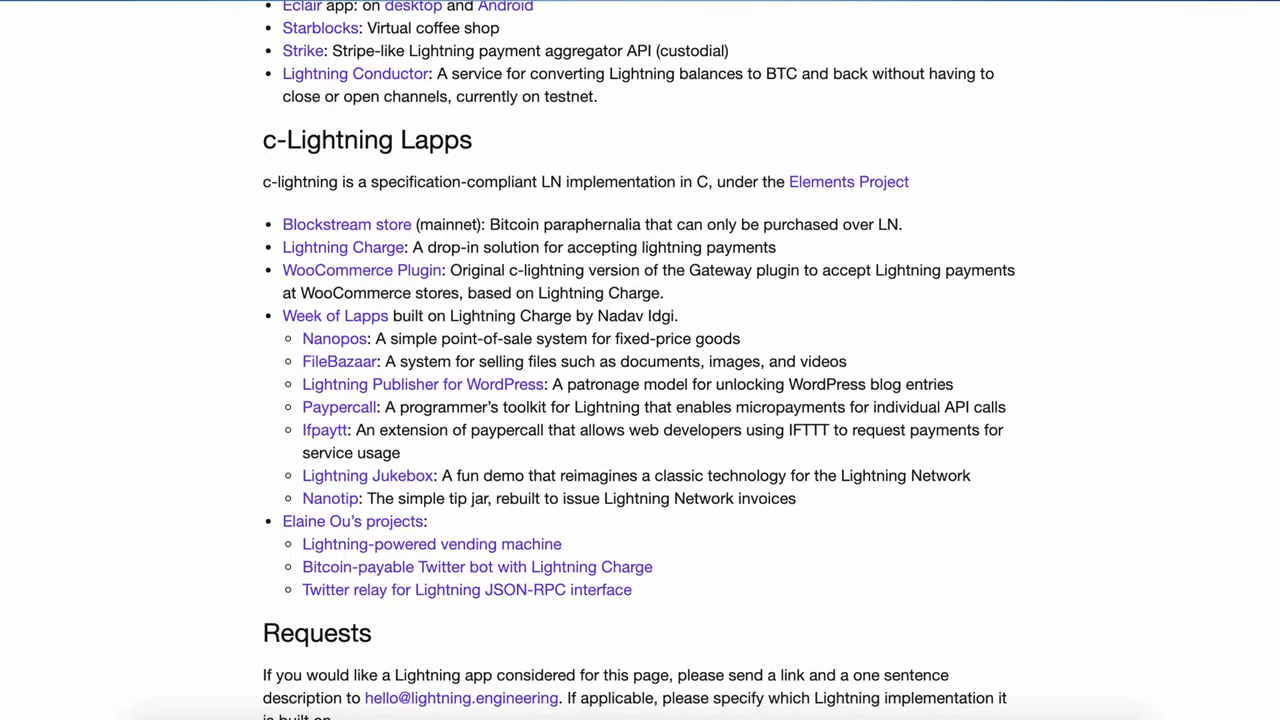 • Eclair app: on desktop and Android
• Starblocks: Virtual coffee shop
• Strike: Stripe-like Lightning payment aggregator API (custodial)
• Lightning Conductor: A service for converting Lightning balances to BTC and back without having to
close or open channels, currently on testnet.
c-Lightning Lapps
c-lightning is a specification-compliant LN implementation in C, under the Elements Project
• Blockstream store (mainnet): Bitcoin paraphernalia that can only be purchased over LN.
• Lightning Charge: A drop-in solution for accepting lightning payments
• WooCommerce Plugin: Original c-lightning version of the Gateway plugin to accept Lightning payments
at WooCommerce stores, based on Lightning Charge.
• Week of Lapps built on Lightning Charge by Nadav Idgi.
◦ Nanopos: A simple point-of-sale system for fixed-price goods
◦ FileBazaar: A system for selling files such as documents, images, and videos
◦ Lightning Publisher for WordPress: A patronage model for unlocking WordPress blog entries
◦ Paypercall: A programmer’s toolkit for Lightning that enables micropayments for individual API calls
◦ Ifpaytt: An extension of paypercall that allows web developers using IFTTT to request payments for
service usage
◦ Lightning Jukebox: A fun demo that reimagines a classic technology for the Lightning Network
◦ Nanotip: The simple tip jar, rebuilt to issue Lightning Network invoices
• Elaine Ou’s projects:
◦ Lightning-powered vending machine
◦ Bitcoin-payable Twitter bot with Lightning Charge
◦ Twitter relay for Lightning JSON-RPC interface
Requests
If you would like a Lightning app considered for this page, please send a link and a one sentence
description to hello@lightning.engineering. If applicable, please specify which Lightning implementation it
is built on